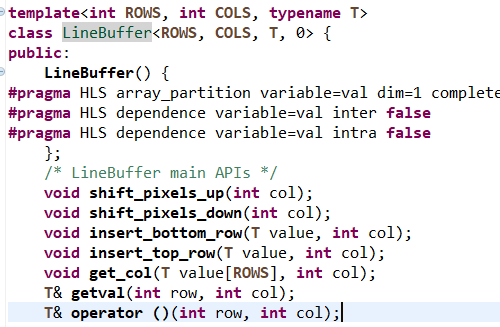 template<int ROWS, int COLS, typename T>
class LineBuffer<ROWS, COLS, T, 0> {
public:
    LineBuffer() {
#pragma HLS array_partition variable=val dim=1 complete
#pragma HLS dependence variable=val inter false
#pragma HLS dependence variable=val intra false
    };
    /* LineBuffer main APIs */
    void shift_pixels_up(int col);
    void shift_pixels_down(int col);
    void insert_bottom_row(T value, int col);
    void insert_top_row(T value, int col);
    void get_col(T value[ROWS], int col);
    T& getval(int row, int col);
    T& operator ()(int row, int col);